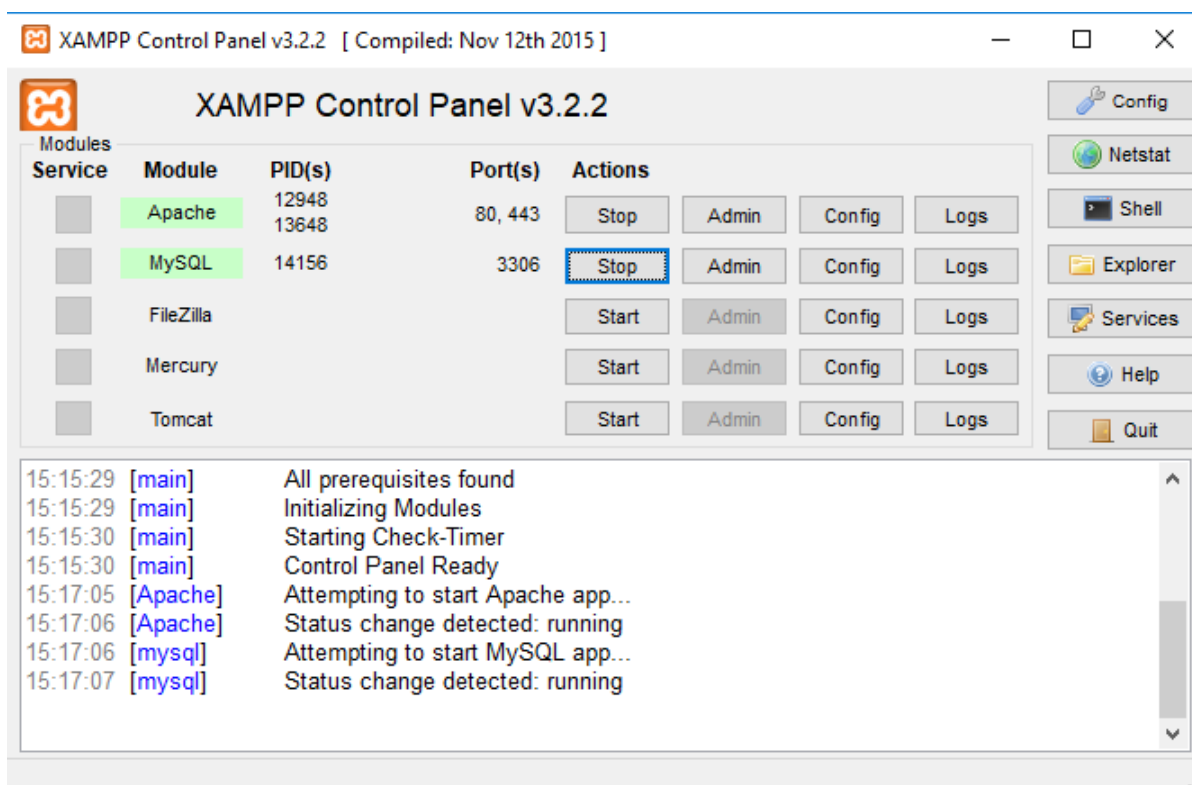 XAMPP Control Panel v3.2.2 [ Compiled: Nov 12th 2015 ]
XAMPP Control Panel v3.2.2
Config
Modules
Service Module PID(s) Port(s) Actions
Netstat
Apache 12948 13648 80, 443 Stop Admin Config Logs
Shell
MySQL 14156 3306 Stop Admin Config Logs
Explorer
FileZilla Start Admin Config Logs
Services
Mercury Start Admin Config Logs
Help
Tomcat Start Admin Config Logs
Quit
15:15:29 [main] All prerequisites found
15:15:29 [main] Initializing Modules
15:15:30 [main] Starting Check-Timer
15:15:30 [main] Control Panel Ready
15:17:05 [Apache] Attempting to start Apache app...
15:17:06 [Apache] Status change detected: running
15:17:06 [mysql] Attempting to start MySQL app...
15:17:07 [mysql] Status change detected: running